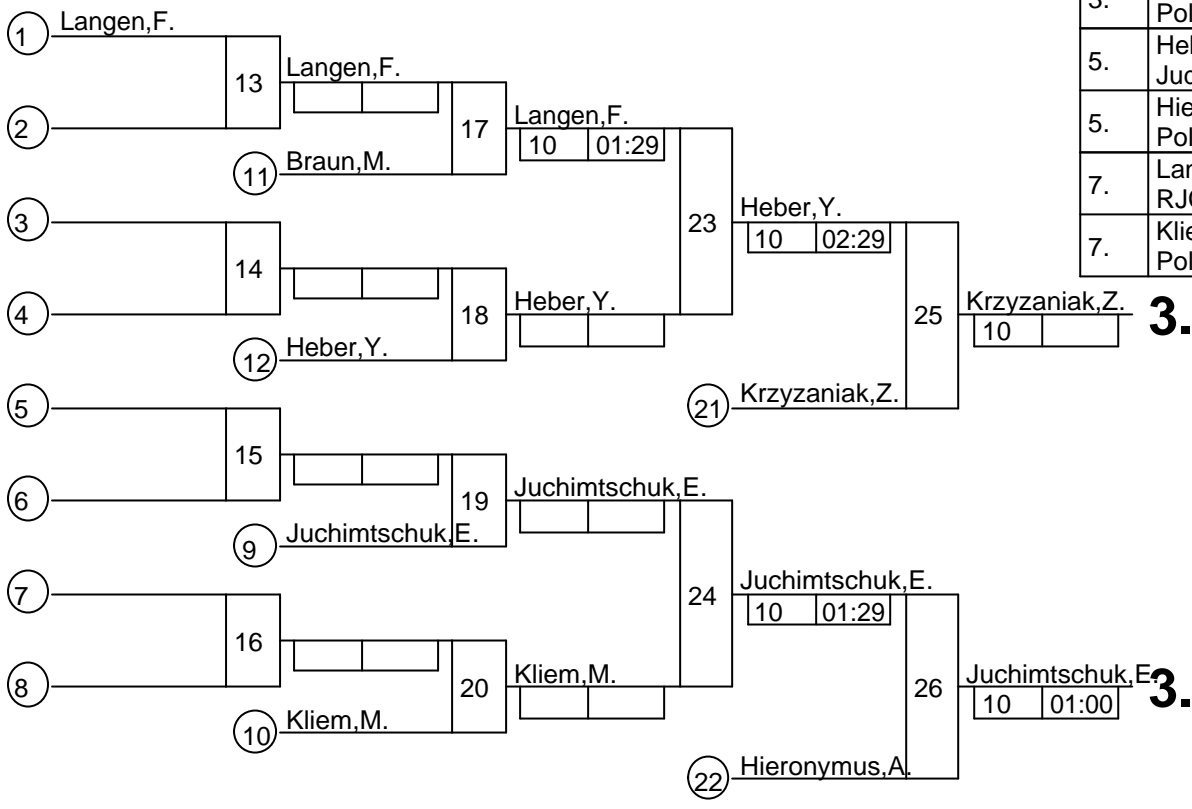 1 Langen,F.
13 Langen,F.
2
17 Langen,F.
10 01:29
11 Braun,M.
3
23 Heber,Y.
10 02:29
14
4
18 Heber,Y.
12 Heber,Y.
25 Krzyzaniak,Z. 3.
10
5
21 Krzyzaniak,Z.
15
6
19 Juchimtschuk,E.
9 Juchimtschuk,E.
7
24 Juchimtschuk,E.
10 01:29
16
8
20 Kliem,M.
10 Kliem,M.
26 Juchimtschuk,E. 3.
10 01:00
22 Hieronymus,A.
5.
5.
7.
7.